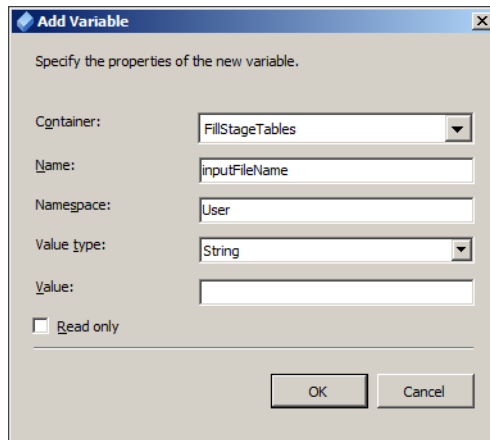 Add Variable
Specify the properties of the new variable.
Container: FillStageTables
Name: inputFileName
Namespace: User
Value type: String
Value:
Read only
OK Cancel